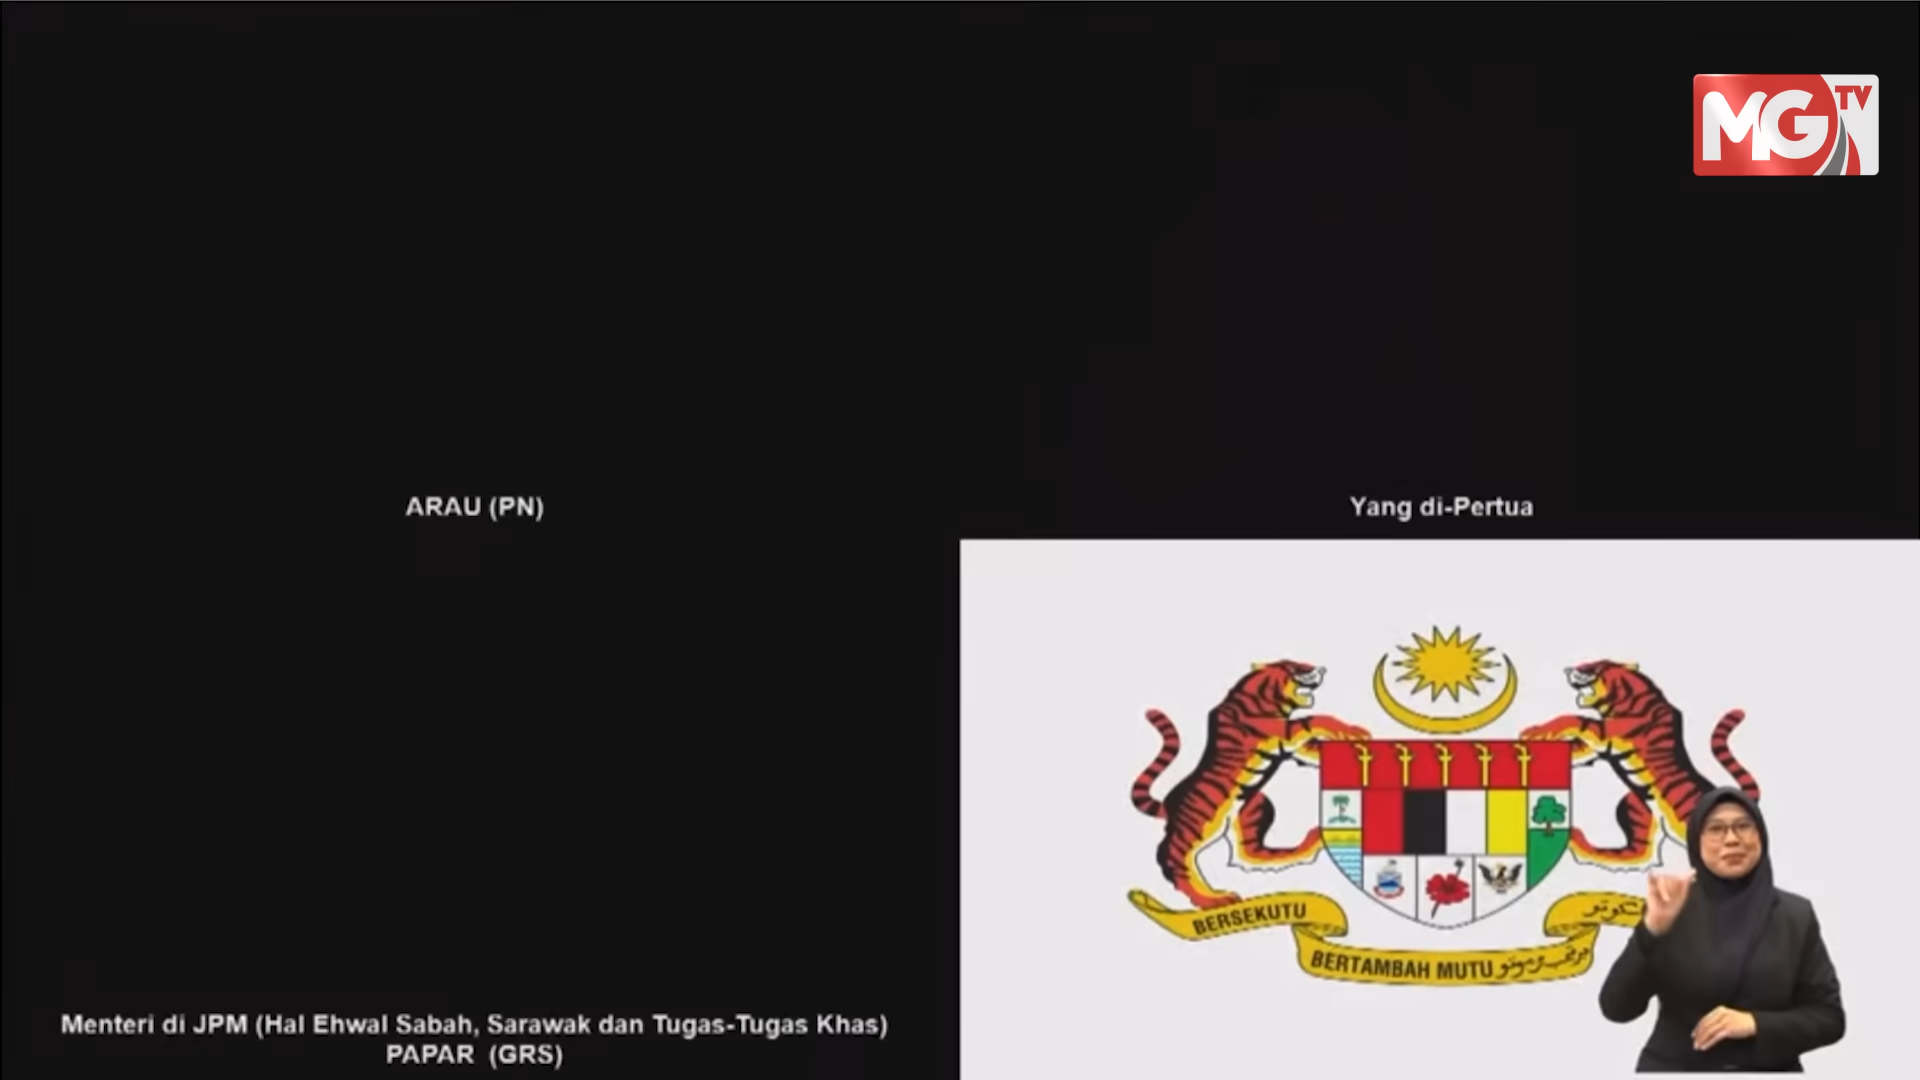 MG TV
ARAU (PN)
Yang di-Pertua
BERSEKUTU
BERTAMBAH MUTU
Menteri di JPM (Hal Ehwal Sabah, Sarawak dan Tugas-Tugas Khas)
PAPAR (GRS)